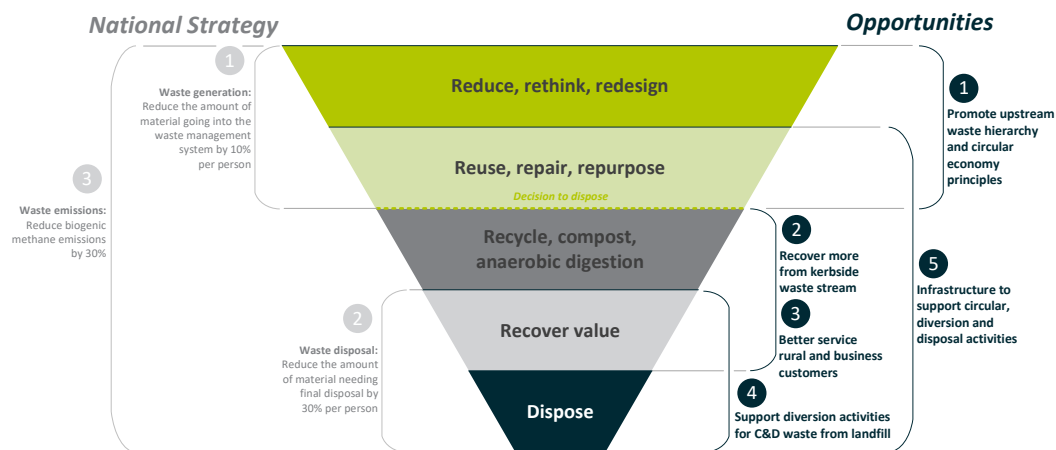 National Strategy
Opportunities
1
Waste generation:
Reduce the amount of
material going into the
waste management
system by 10%
per person
3
Waste emissions:
Reduce biogenic
methane emissions
by 30%
2
Waste disposal:
Reduce the amount
of material needing
final disposal by
30% per person
Reduce, rethink, redesign
Reuse, repair, repurpose
Decision to dispose
Recycle, compost,
anaerobic digestion
Recover value
Dispose
1
Promote upstream
waste hierarchy
and circular
economy
principles
2
Recover more
from kerbside
waste stream
3
Better service
rural and business
customers
4
Support diversion activities
for C&D waste from landfill
5
Infrastructure to
support circular,
diversion and
disposal activities